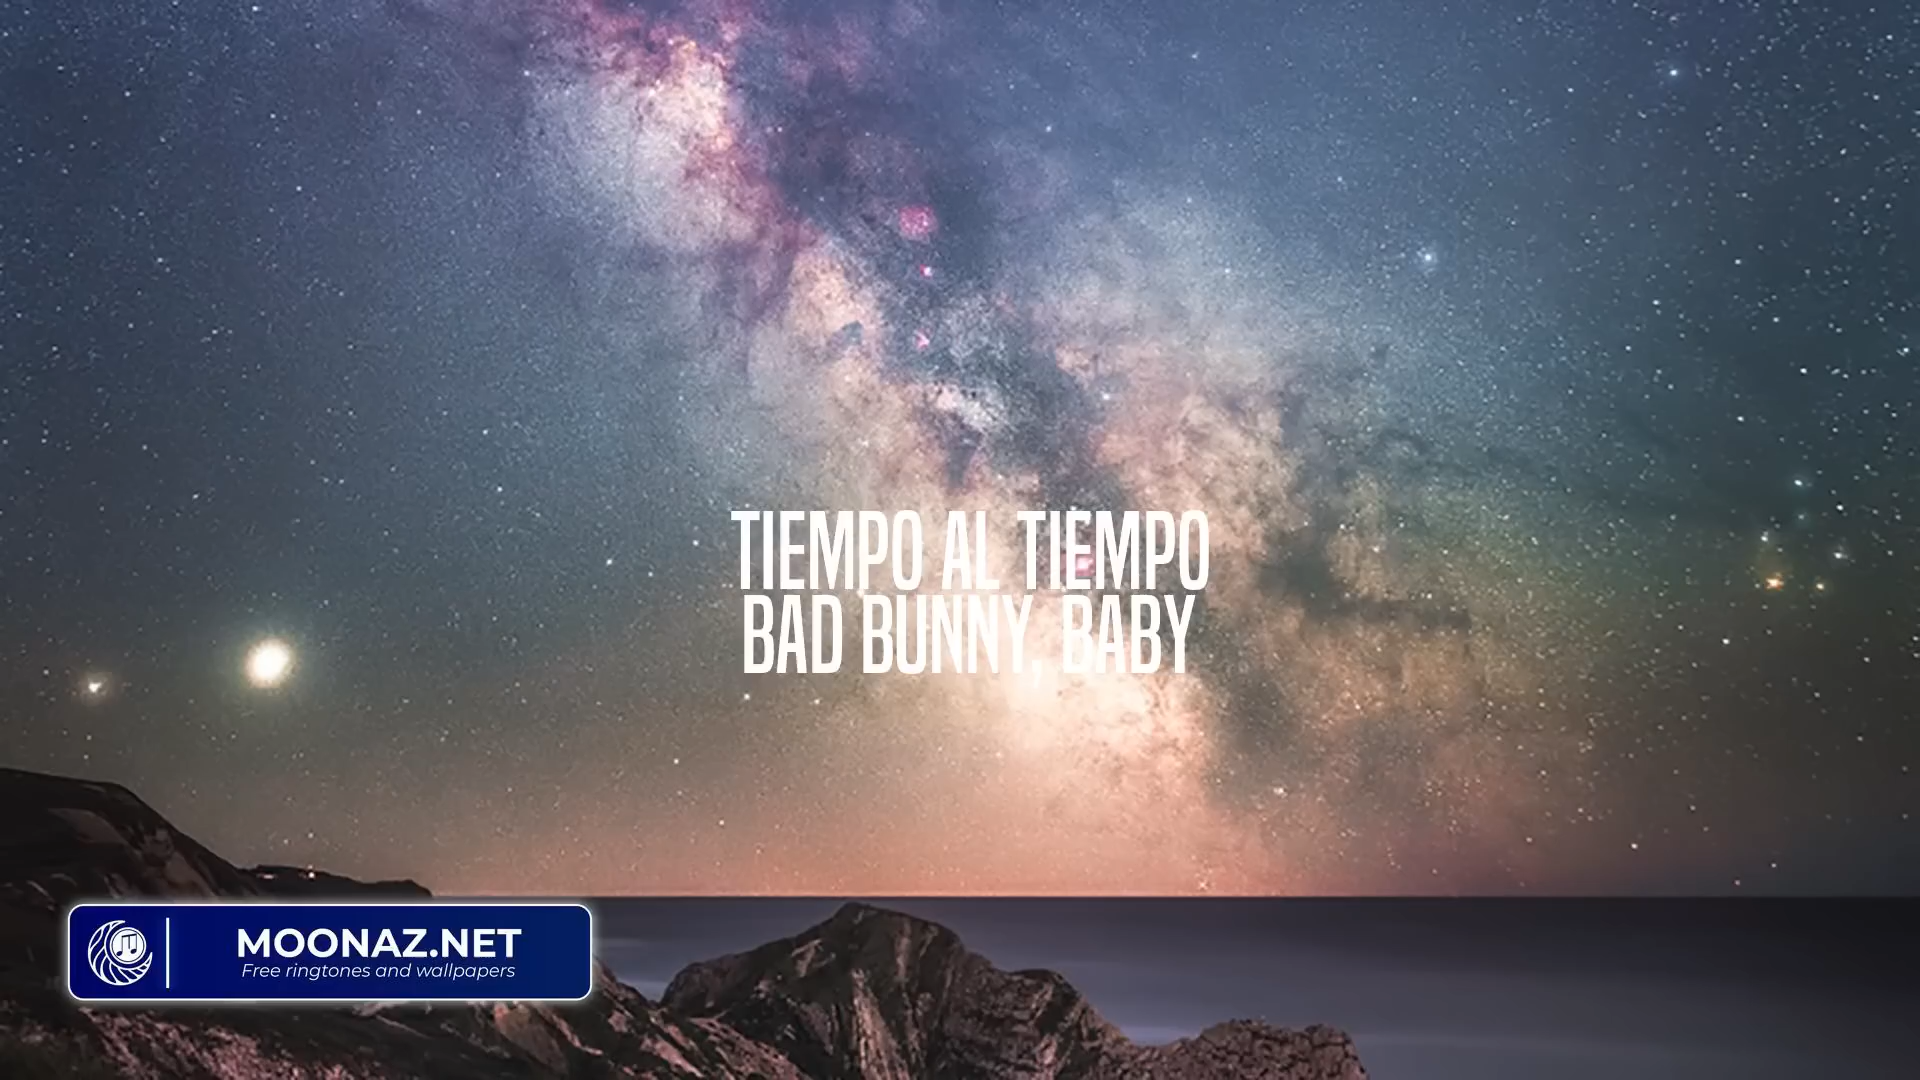 TIEMPO AL TIEMPO
BAD BUNNY, BABY
MOONAZ.NET
Free ringtones and wallpapers